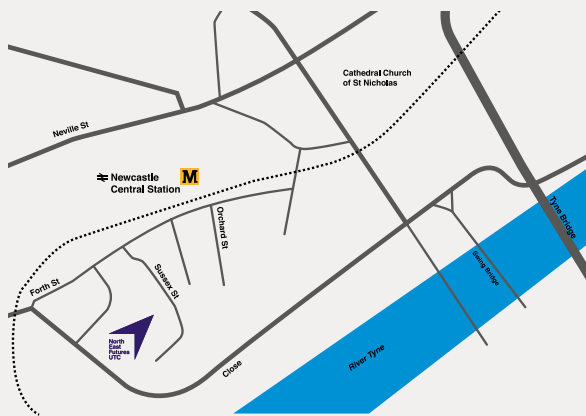 Cathedral Church
of St Nicholas
Neville St
Newcastle
Central Station
M
Orchard St
Tyne Bridge
Swing Bridge
Sussex St
Forth St
North
East
Futures
UTC
Close
River Tyne